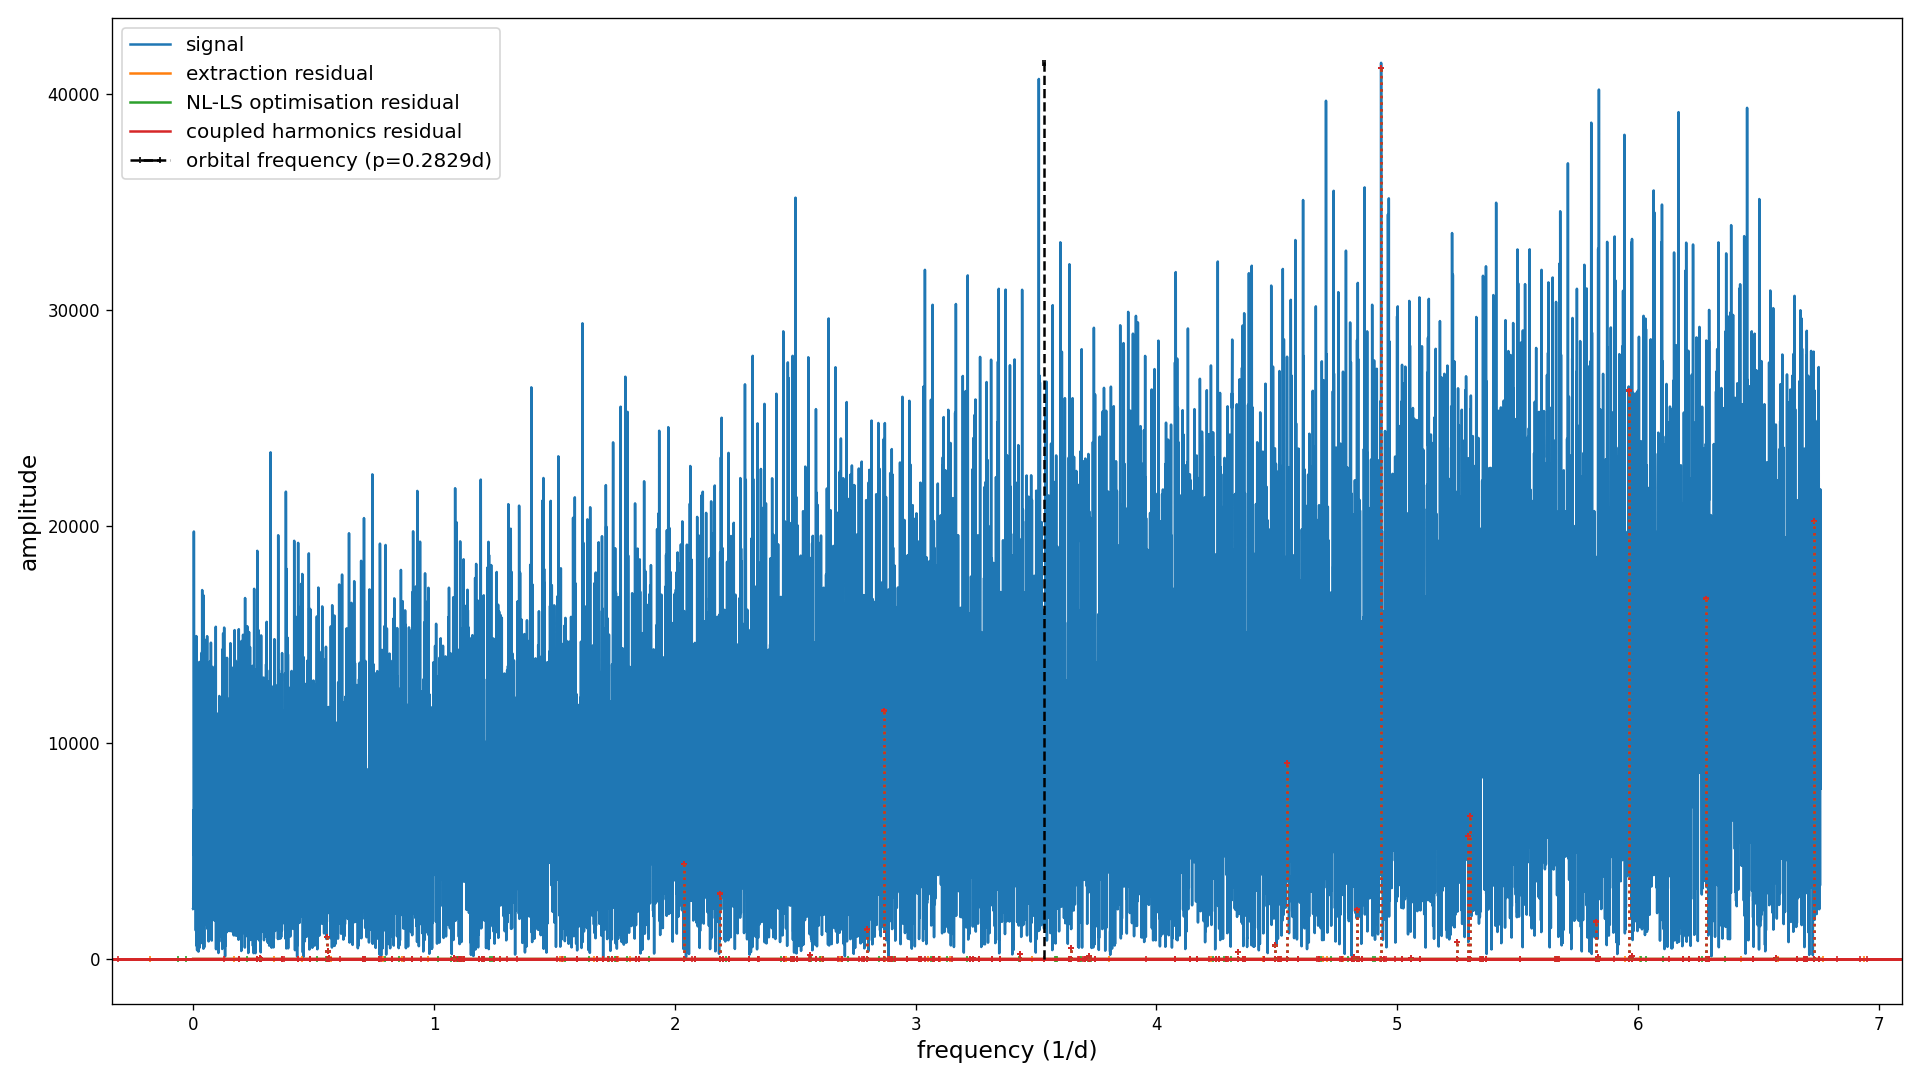 signal
extraction residual
NL-LS optimisation residual
coupled harmonics residual
orbital frequency (p=0.2829d)
amplitude
40000
30000
20000
10000
0
0 1 2 3 4 5 6 7
frequency (1/d)